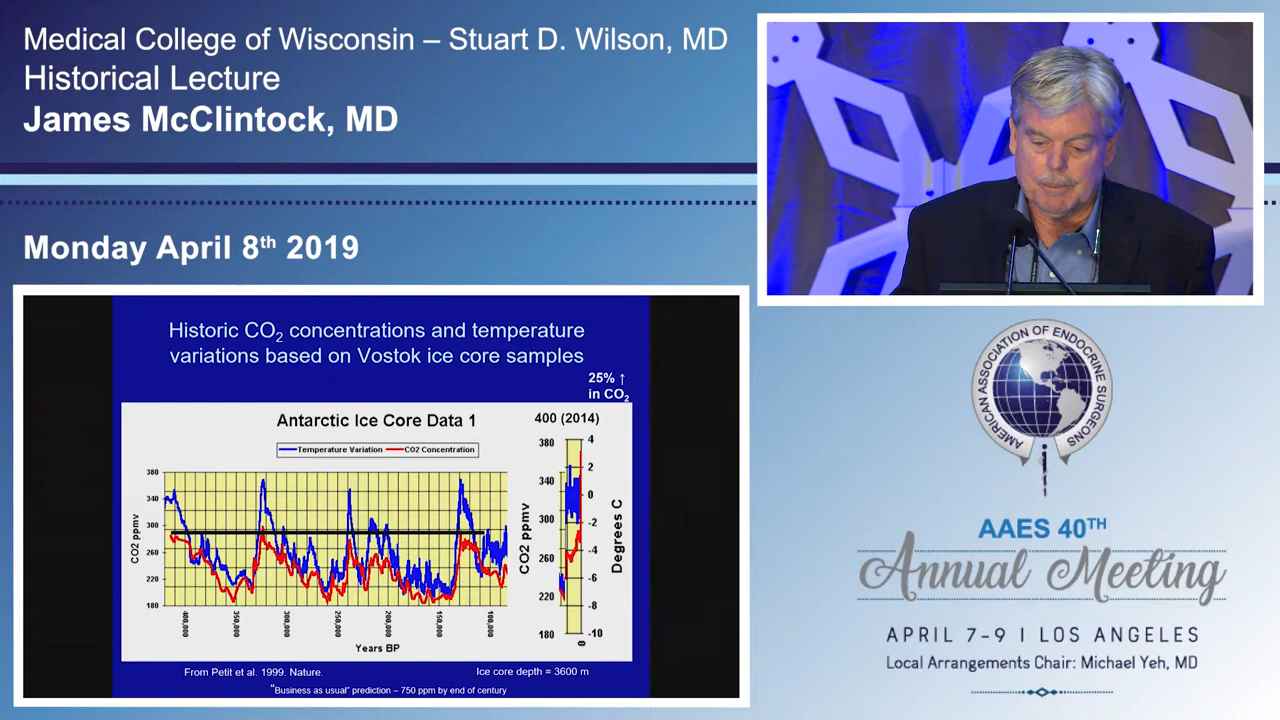 Medical College of Wisconsin – Stuart D. Wilson, MD
Historical Lecture
James McClintock, MD
Monday April 8th 2019
Historic CO2 concentrations and temperature
variations based on Vostok ice core samples
25% ↑
in CO2
Antarctic Ice Core Data 1
400 (2014)
Temperature Variation
CO2 Concentration
380
340
300
260
220
180
CO2 ppmv
400,000
350,000
300,000
250,000
200,000
150,000
100,000
Years BP
380
340
300
260
220
180
CO2 ppmv
4
2
0
-2
-4
-6
-8
-10
Degrees C
0
From Petit et al. 1999. Nature.
Ice core depth = 3600 m
"Business as usual" prediction – 750 ppm by end of century
AMERICAN ASSOCIATION OF ENDOCRINE SURGEONS
AAES 40TH
Annual Meeting
APRIL 7-9 I LOS ANGELES
Local Arrangements Chair: Michael Yeh, MD